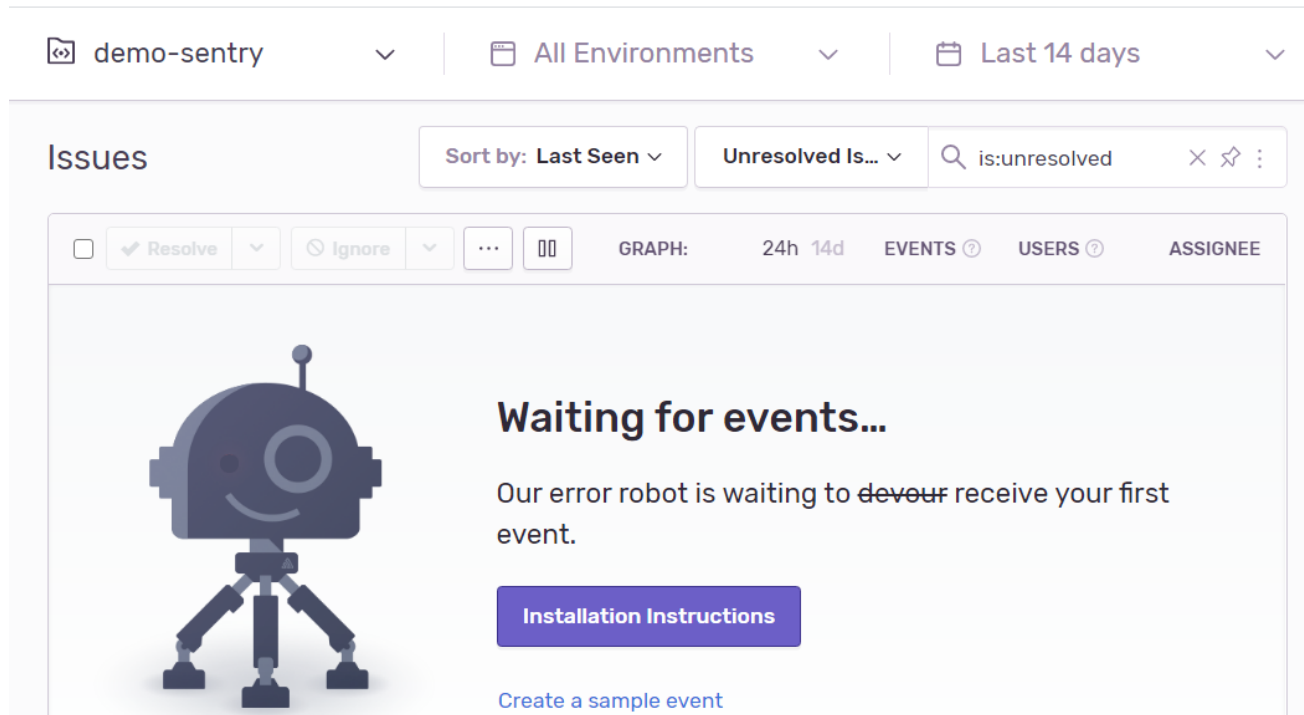 demo-sentry All Environments Last 14 days
Issues Sort by: Last Seen Unresolved Is... is:unresolved
Resolve Ignore ... GRAPH: 24h 14d EVENTS ? USERS ? ASSIGNEE
Waiting for events...
Our error robot is waiting to devour receive your first
event.
Installation Instructions
Create a sample event